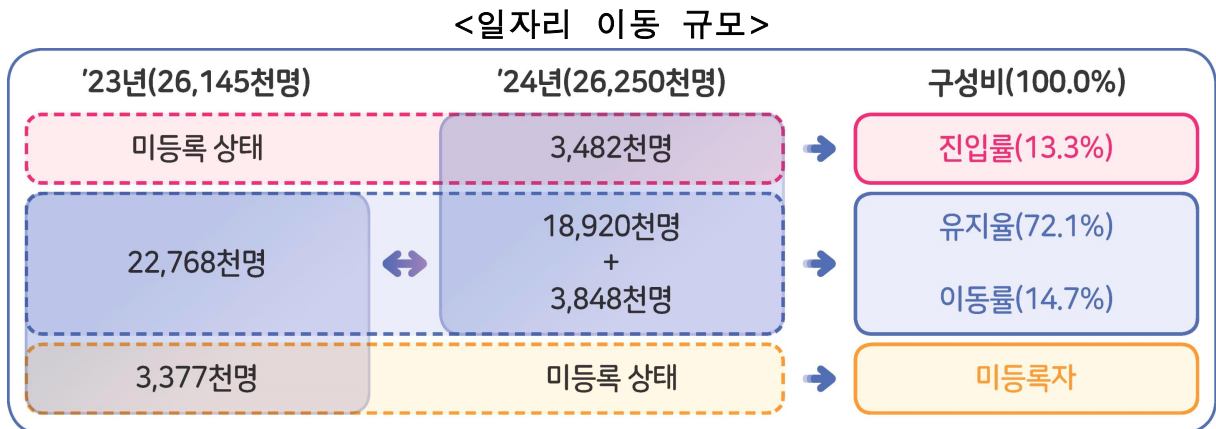 <일자리 이동 규모>
’23년(26,145천명) ’24년(26,250천명) 구성비(100.0%)
미등록 상태 3,482천명 진입률(13.3%)
22,768천명
18,920천명
+
3,848천명
유지율(72.1%)
이동률(14.7%)
3,377천명 미등록 상태 미등록자